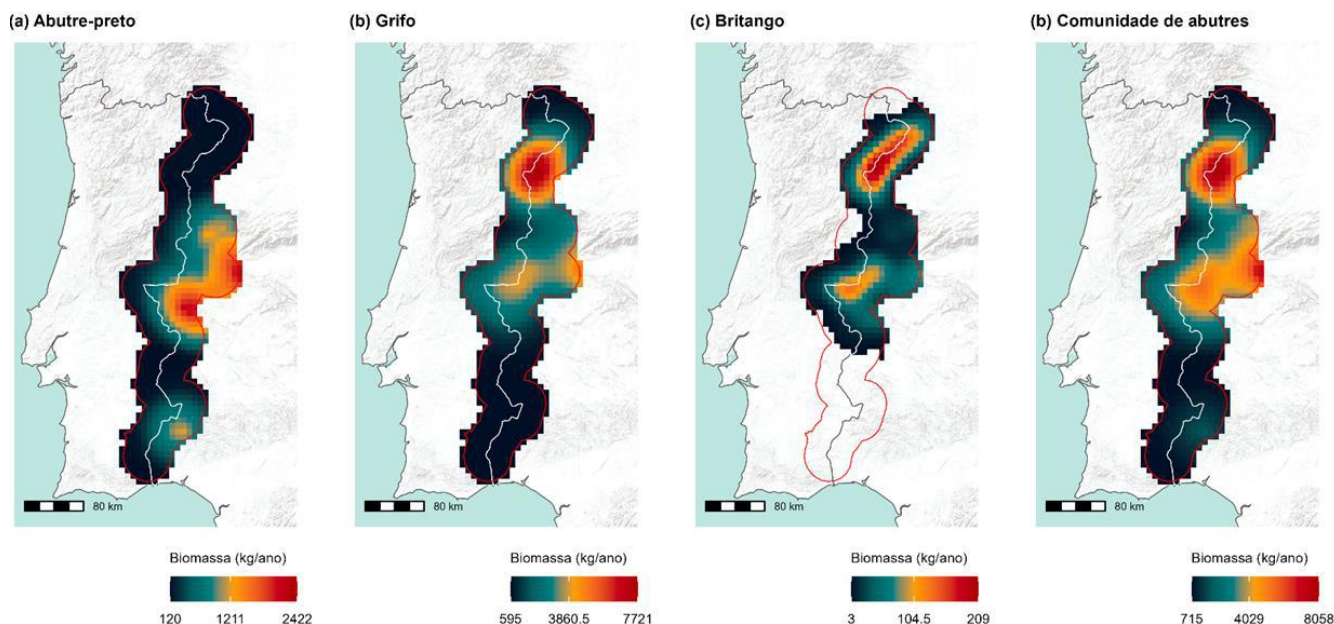 (a) Abutre-preto
(b) Grifo
(c) Britango
(b) Comunidade de abutres
80 km
80 km
80 km
80 km
Biomassa (kg/ano)
Biomassa (kg/ano)
Biomassa (kg/ano)
Biomassa (kg/ano)
120 1211 2422
595 3860.5 7721
3 104.5 209
715 4029 8058